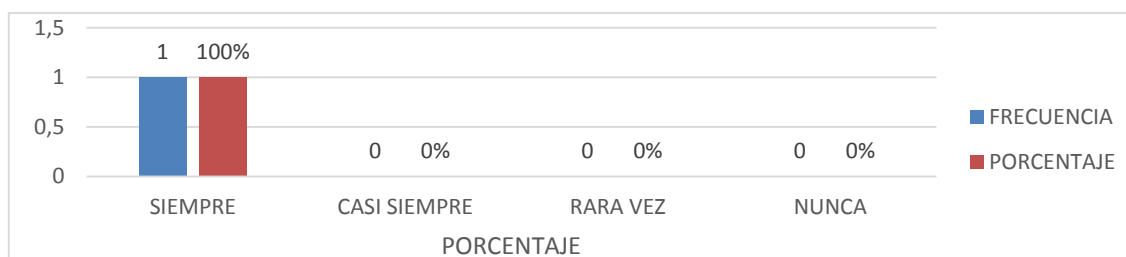 1,5
1 100%
1
FRECUENCIA
0,5
0 0% 0 0% 0 0%
PORCENTAJE
0
SIEMPRE CASI SIEMPRE RARA VEZ NUNCA
PORCENTAJE